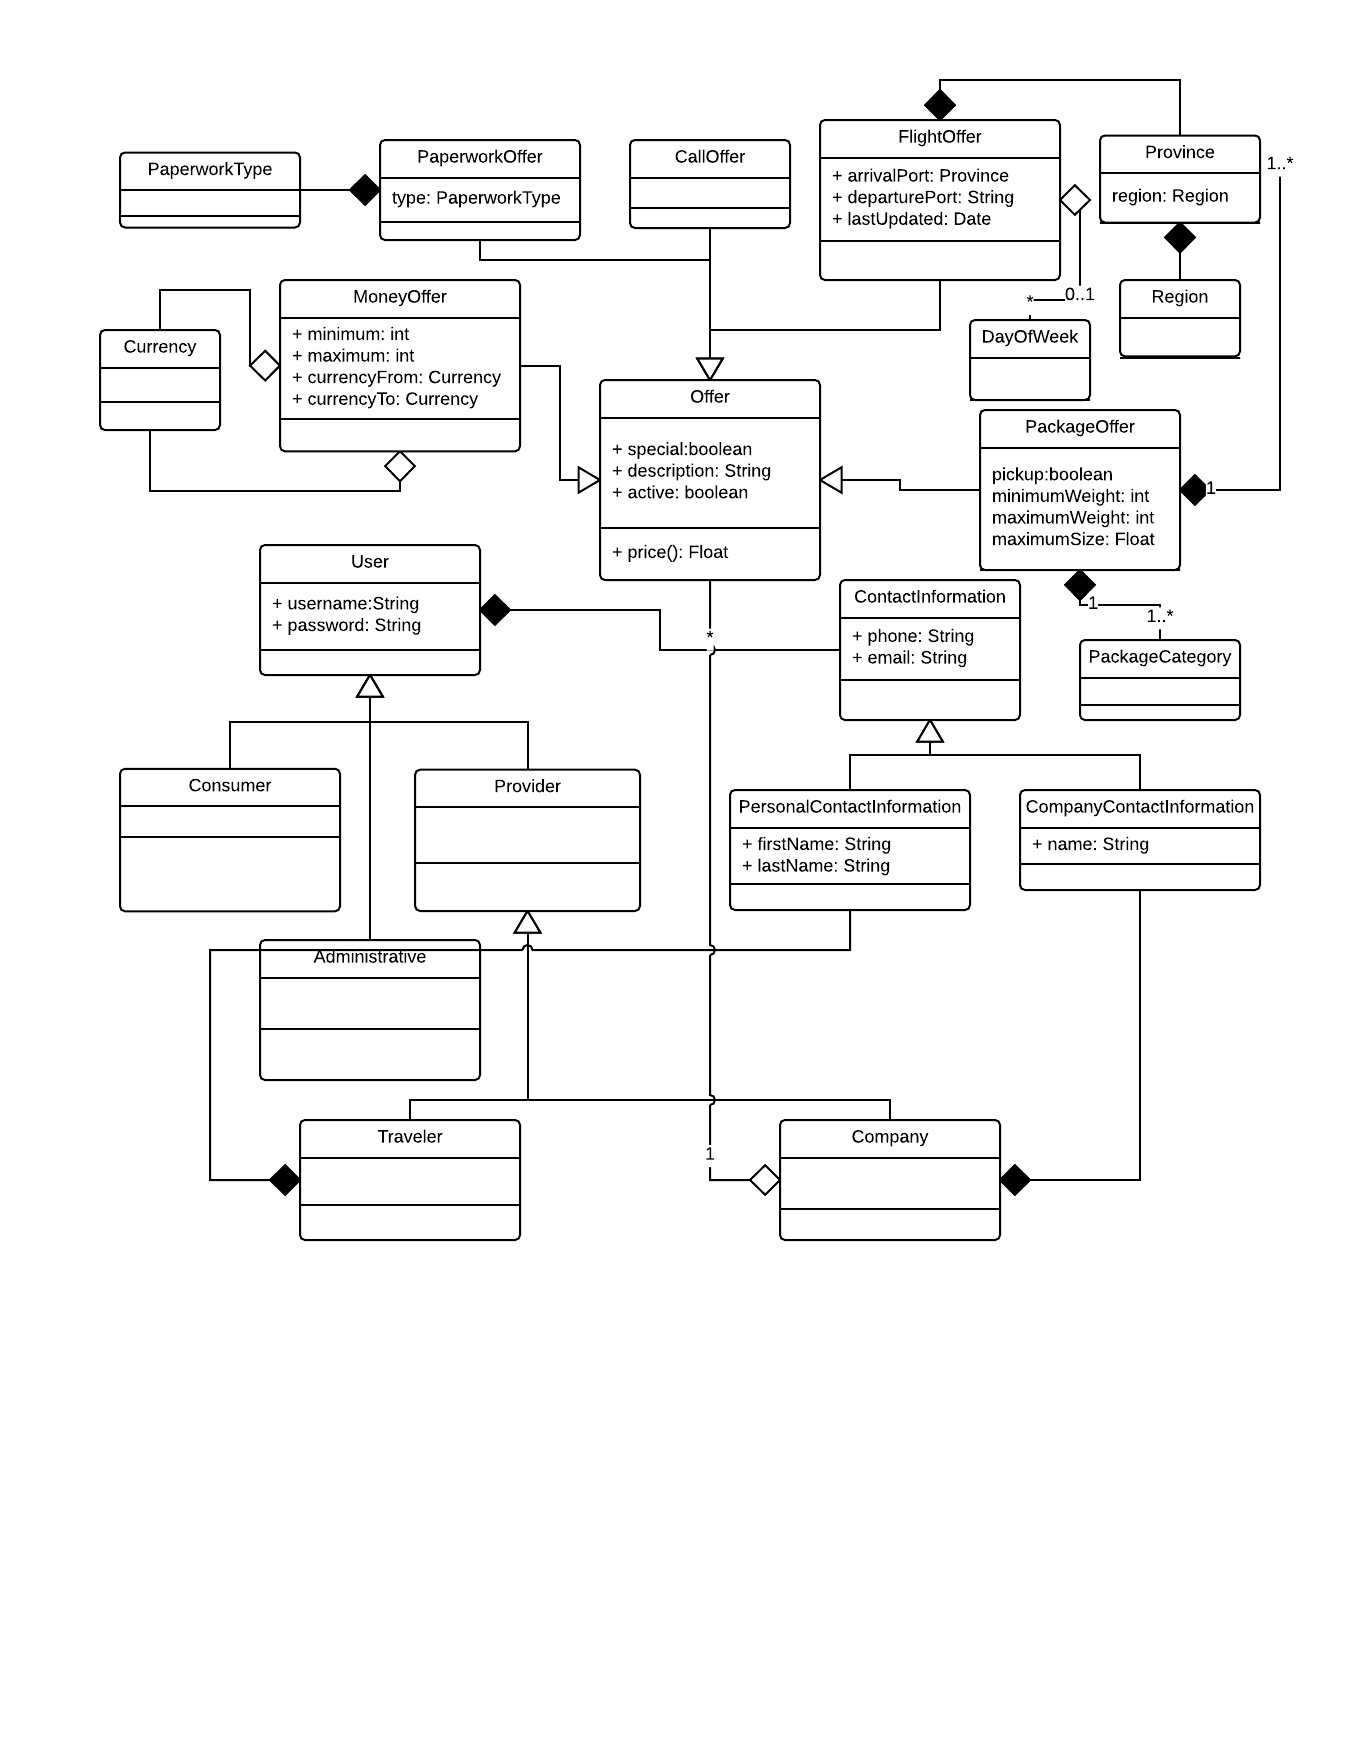 PaperworkType
PaperworkOffer
type: PaperworkType
CallOffer
FlightOffer
+ arrivalPort: Province
+ departurePort: String
+ lastUpdated: Date
Province
region: Region
1..*
Currency
MoneyOffer
+ minimum: int
+ maximum: int
+ currencyFrom: Currency
+ currencyTo: Currency
*
0..1
DayOfWeek
Region
Offer
+ special:boolean
+ description: String
+ active: boolean
+ price(): Float
PackageOffer
pickup:boolean
minimumWeight: int
maximumWeight: int
maximumSize: Float
1
User
+ username:String
+ password: String
*
ContactInformation
+ phone: String
+ email: String
1
1..*
PackageCategory
Consumer
Provider
PersonalContactInformation
+ firstName: String
+ lastName: String
CompanyContactInformation
+ name: String
Administrative
Traveler
1
Company